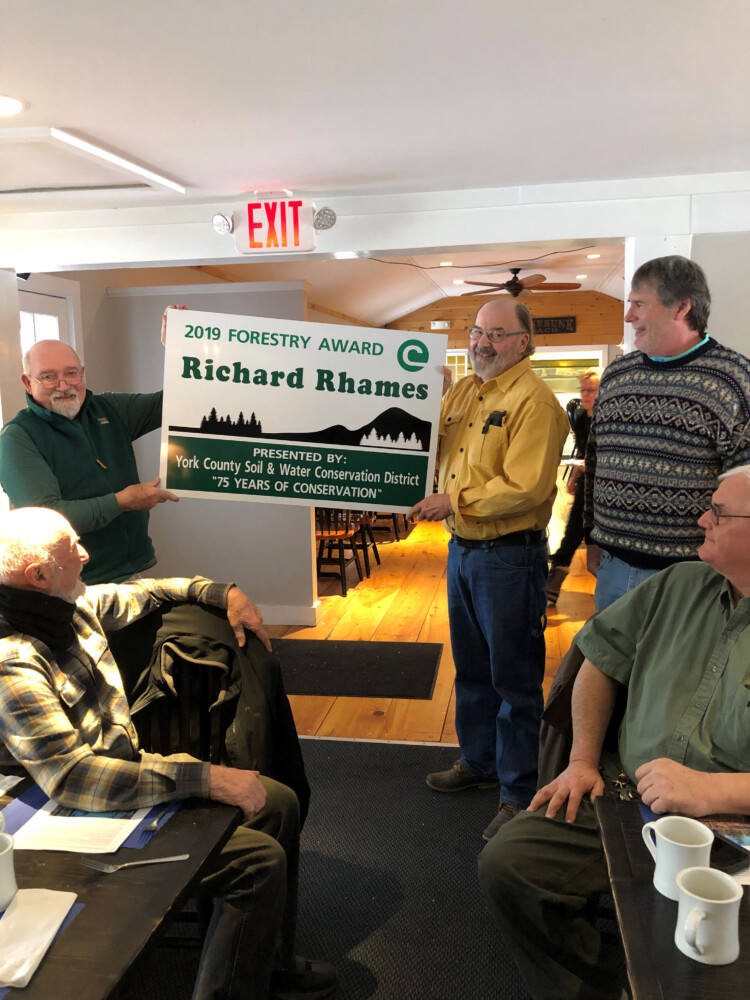 EXIT
2019 FORESTRY AWARD
Richard Rhames
PRESENTED BY:
York County Soil & Water Conservation District
"75 YEARS OF CONSERVATION"